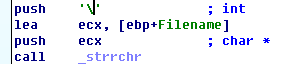 push '\' ; int
lea ecx, [ebp+Filename]
push ecx ; char *
call _strrchr